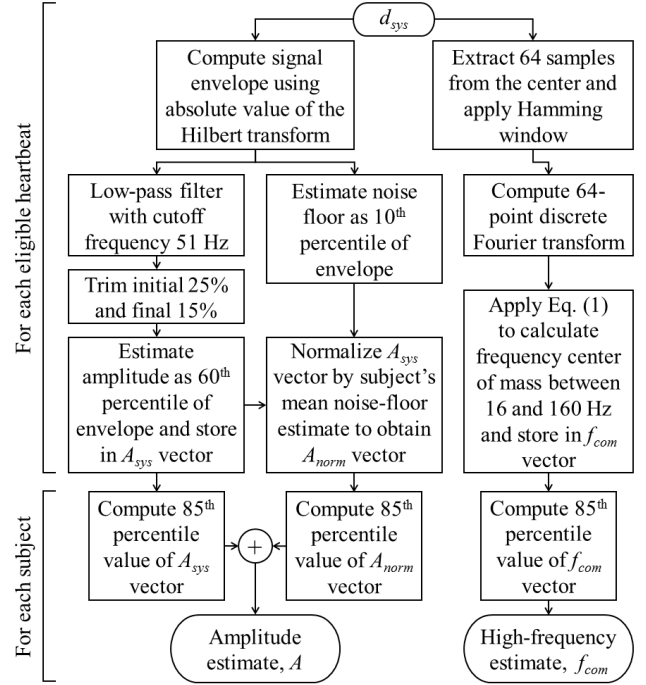 d_sys
Compute signal
envelope using
absolute value of the
Hilbert transform
Extract 64 samples
from the center and
apply Hamming
window
Low-pass filter
with cutoff
frequency 51 Hz
Estimate noise
floor as 10th
percentile of
envelope
Compute 64-
point discrete
Fourier transform
Trim initial 25%
and final 15%
Estimate
amplitude as 60th
percentile of
envelope and store
in A_sys vector
Normalize A_sys
vector by subject's
mean noise-floor
estimate to obtain
A_norm vector
Apply Eq. (1)
to calculate
frequency center
of mass between
16 and 160 Hz
and store in f_com
vector
For each eligible heartbeat
Compute 85th
percentile
value of A_sys
vector
+
Compute 85th
percentile
value of A_norm
vector
Compute 85th
percentile
value of f_com
vector
For each subject
Amplitude
estimate, A
High-frequency
estimate, f_com